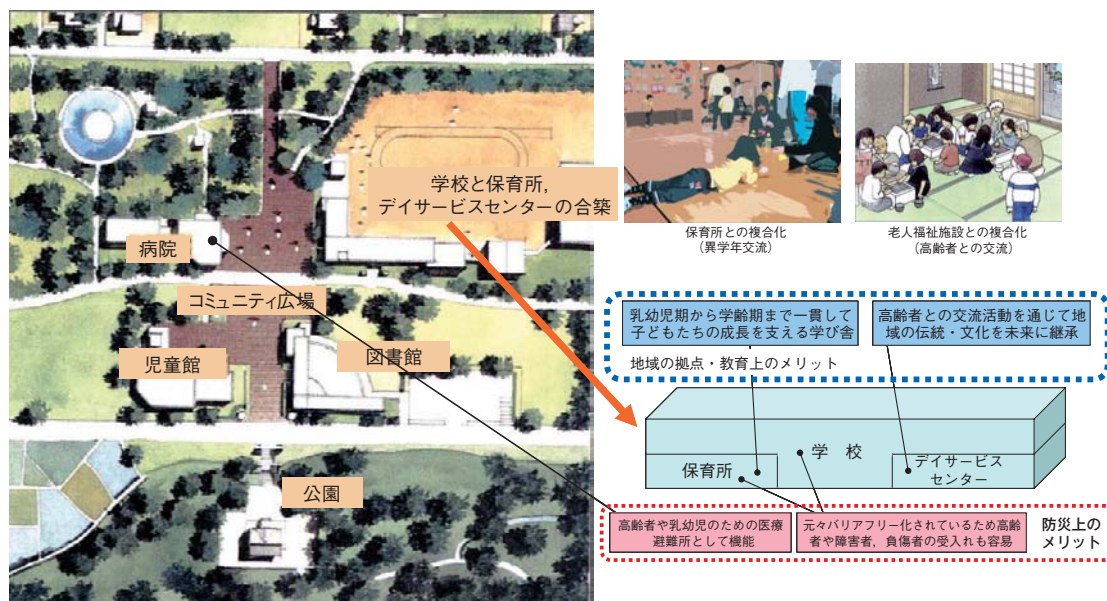 学校と保育所，
デイサービスセンターの合築
病院
コミュニティ広場
児童館
図書館
公園
保育所との複合化
（異学年交流）
老人福祉施設との複合化
（高齢者との交流）
乳幼児期から学齢期まで一貫して
子どもたちの成長を支える学び舎
高齢者との交流活動を通じて地
域の伝統・文化を未来に継承
地域の拠点・教育上のメリット
学　校
保育所
デイサービス
センター
高齢者や乳幼児のための医療
避難所として機能
元々バリアフリー化されているため高齢
者や障害者，負傷者の受入れも容易
防災上の
メリット